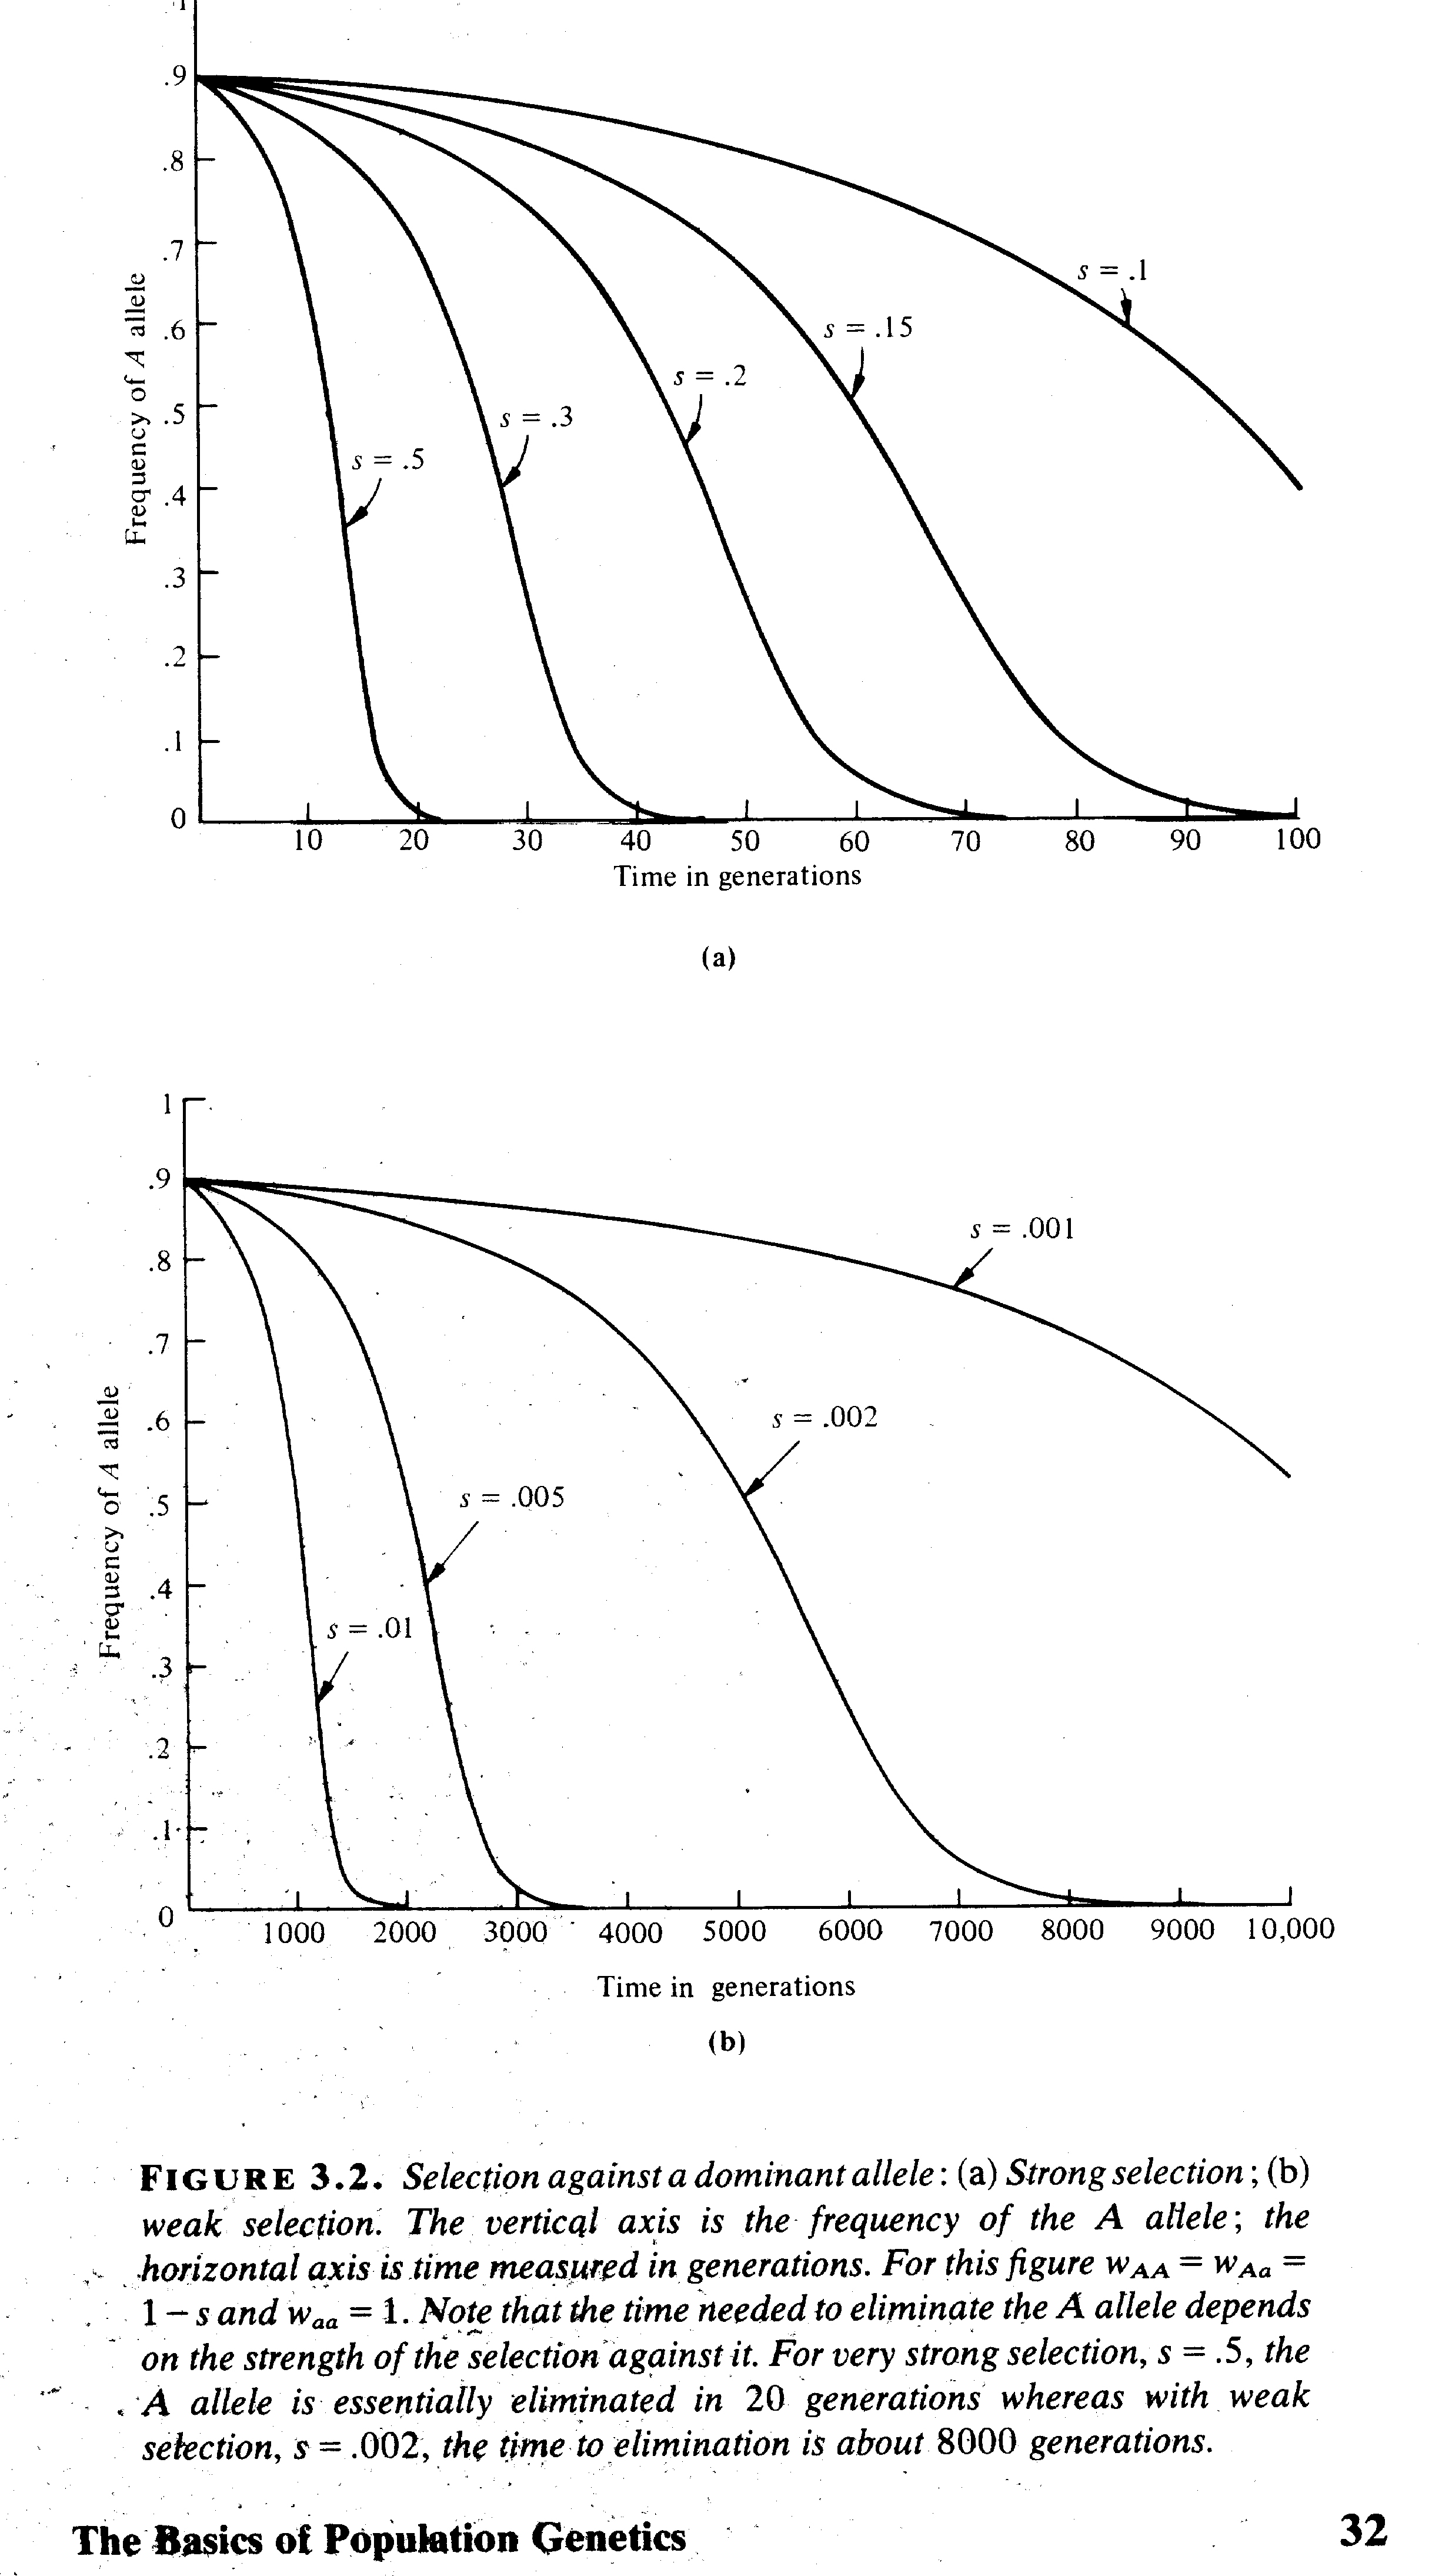 1
.9
.8
.7
.6
.5
.4
.3
.2
.1
0
Frequency of A allele
s = .1
s = .15
s = .2
s = .3
s = .5
10 20 30 40 50 60 70 80 90 100
Time in generations
(a)
1
.9
.8
.7
.6
.5
.4
.3
.2
.1
0
Frequency of A allele
s = .001
s = .002
s = .005
s = .01
1000 2000 3000 4000 5000 6000 7000 8000 9000 10,000
Time in generations
(b)
FIGURE 3.2. Selection against a dominant allele: (a) Strong selection; (b)
weak selection. The vertical axis is the frequency of the A allele; the
horizontal axis is time measured in generations. For this figure wAA = wAa =
1 – s and waa = 1. Note that the time needed to eliminate the A allele depends
on the strength of the selection against it. For very strong selection, s = .5, the
A allele is essentially eliminated in 20 generations whereas with weak
selection, s = .002, the time to elimination is about 8000 generations.
The Basics of Population Genetics 32